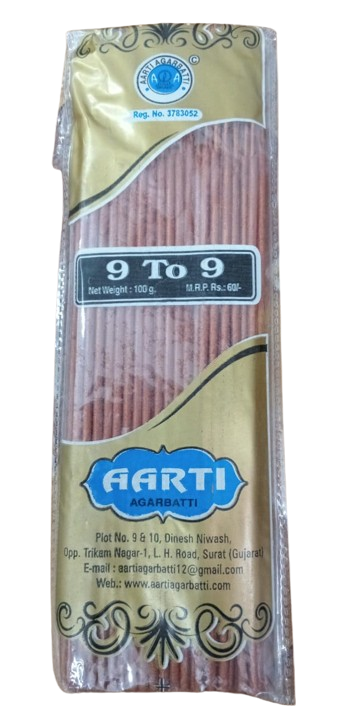 AARTI AGARBATTI
A A
©
Reg. No. 3783052
9 To 9
Net Weight : 100 g. M.R.P. Rs.: 60/-
AARTI
AGARBATTI
Plot No. 9 & 10, Dinesh Niwash,
Opp. Trikam Nagar-1, L. H. Road, Surat (Gujarat)
E-mail : aartiagarbatti12@gmail.com
Web.: www.aartiagarbatti.com